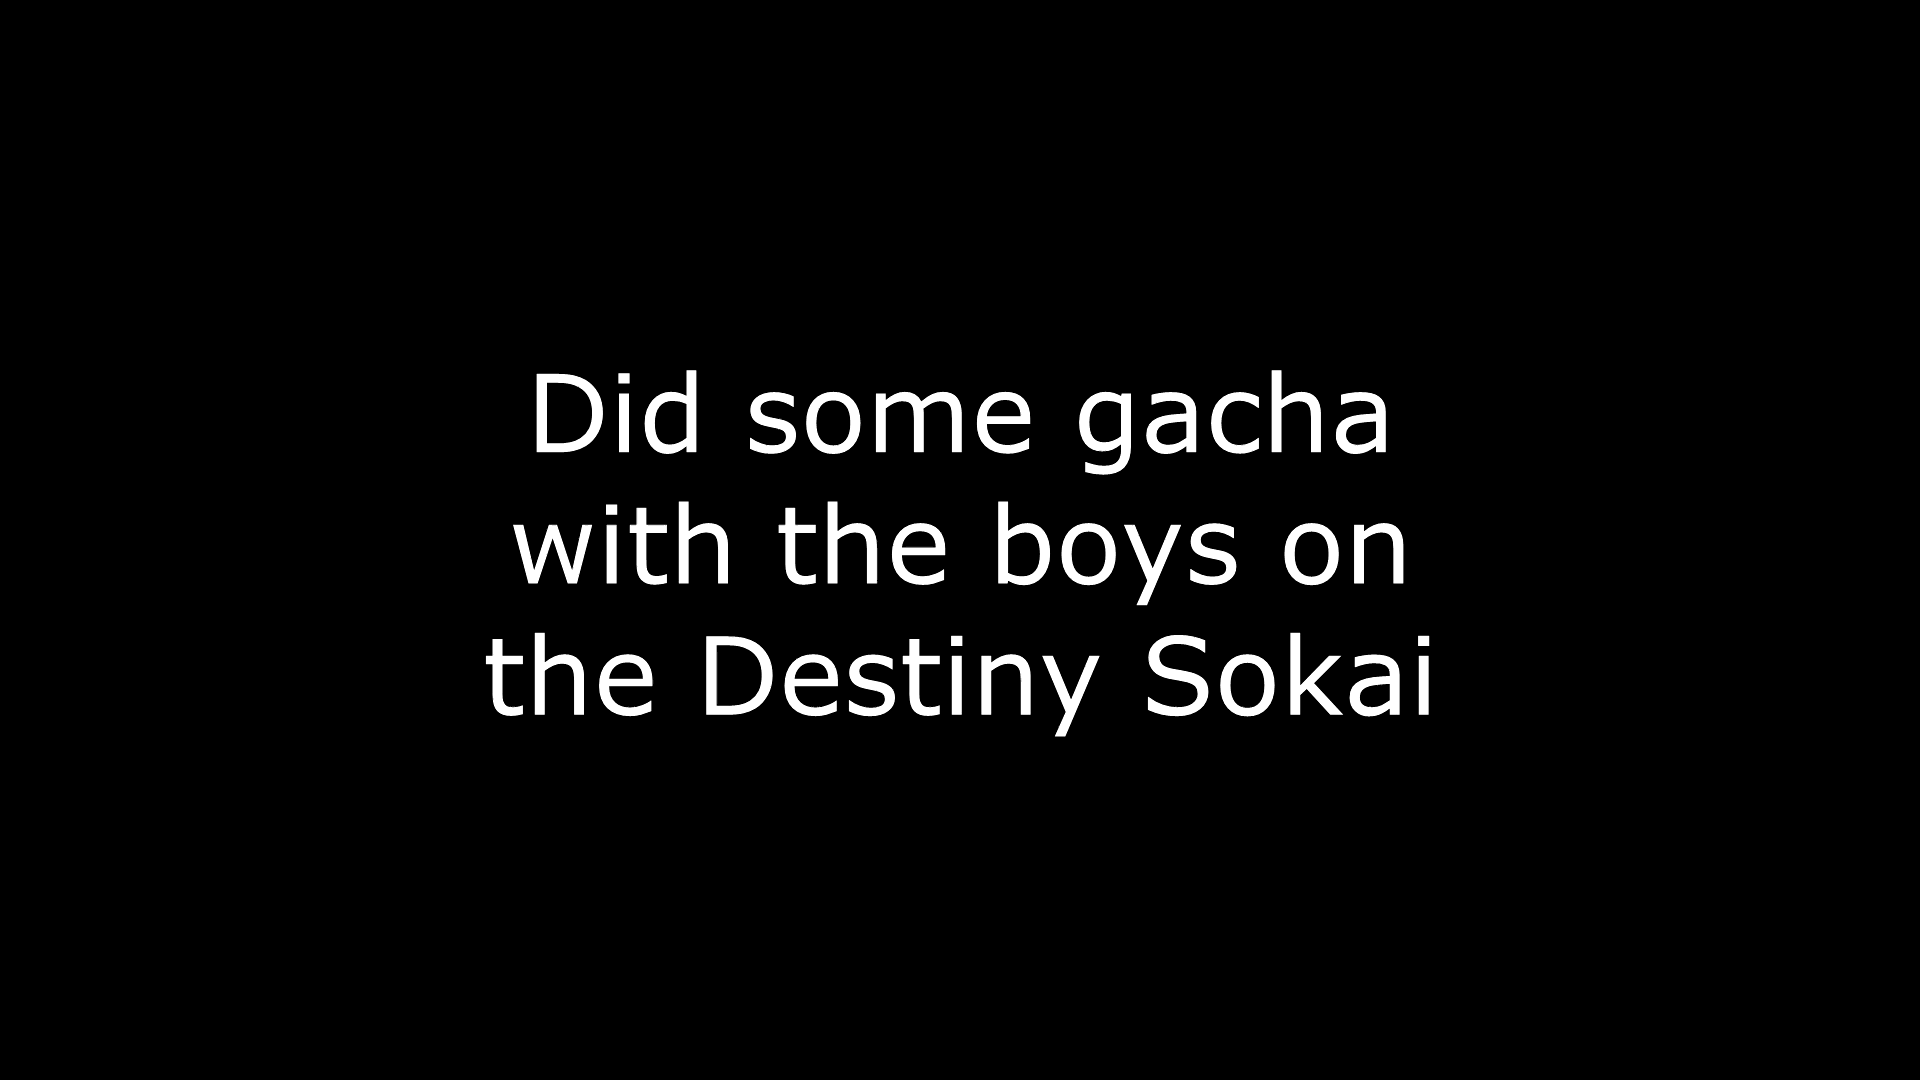 Did some gacha
with the boys on
the Destiny Sokai